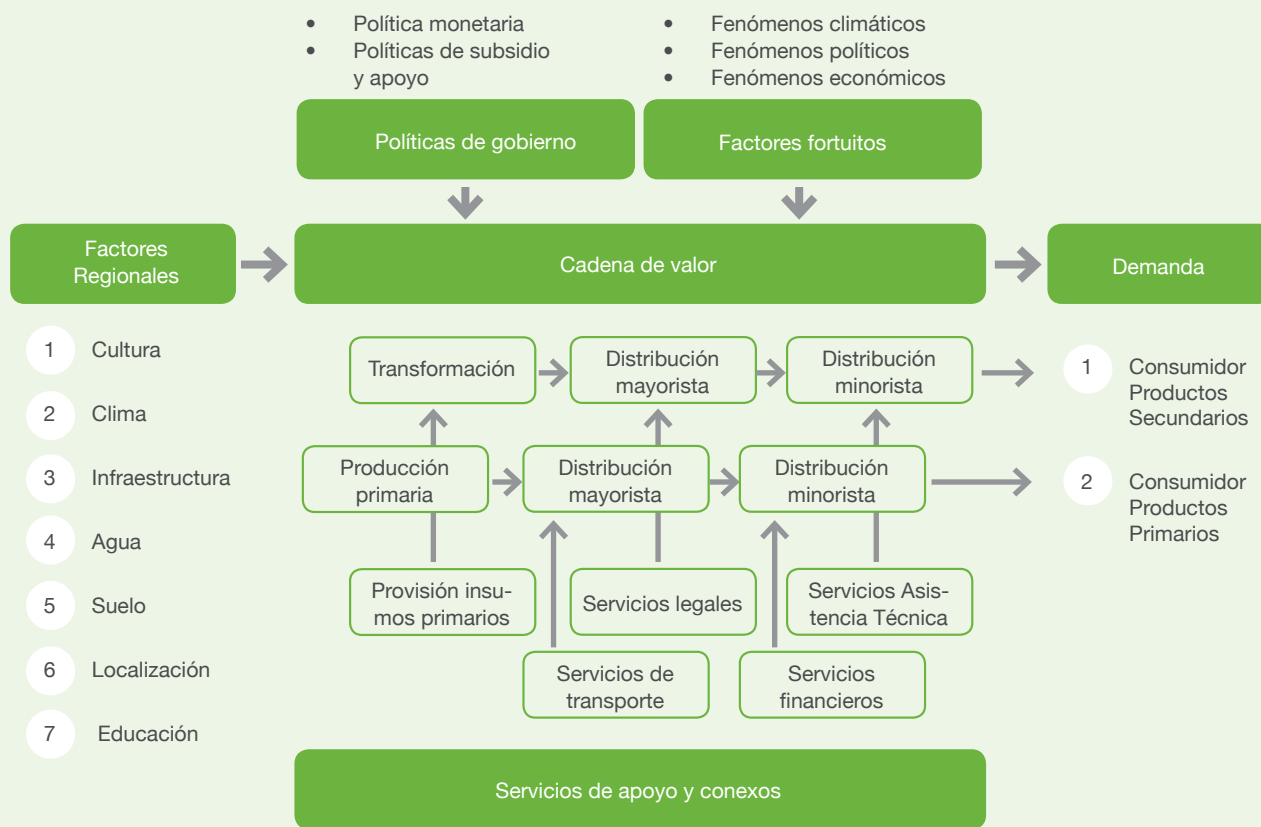 • Política monetaria
• Políticas de subsidio
y apoyo
• Fenómenos climáticos
• Fenómenos políticos
• Fenómenos económicos
Políticas de gobierno
Factores fortuitos
Factores
Regionales
Cadena de valor
Demanda
1 Cultura
2 Clima
3 Infraestructura
4 Agua
5 Suelo
6 Localización
7 Educación
Transformación
Distribución
mayorista
Distribución
minorista
Producción
primaria
Distribución
mayorista
Distribución
minorista
Provisión insu-
mos primarios
Servicios legales
Servicios Asis-
tencia Técnica
Servicios de
transporte
Servicios
financieros
1 Consumidor
Productos
Secundarios
2 Consumidor
Productos
Primarios
Servicios de apoyo y conexos